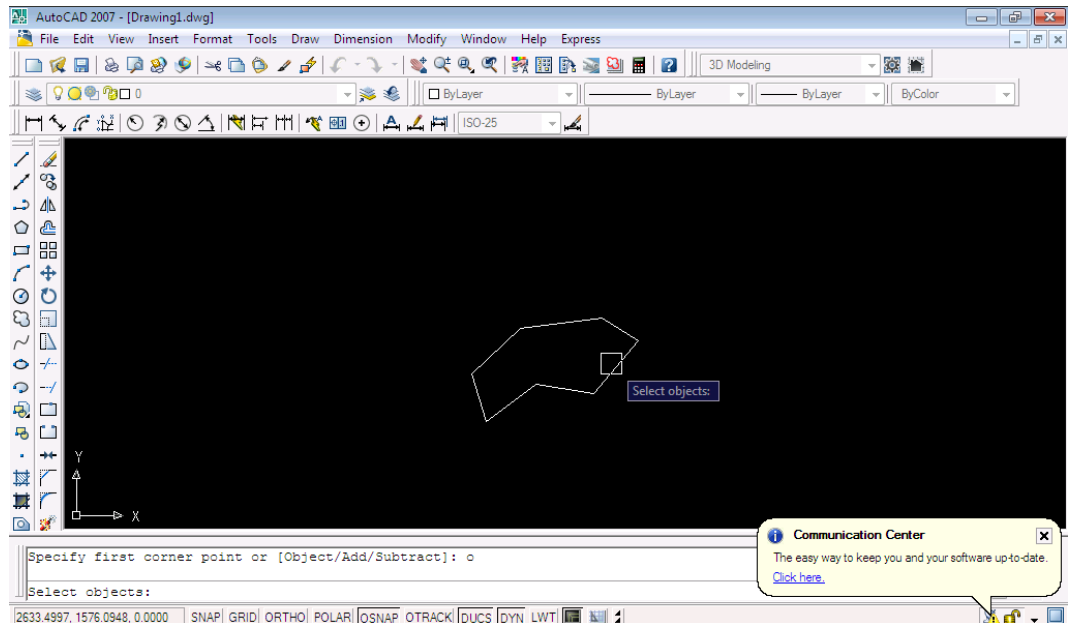 AutoCAD 2007 - [Drawing1.dwg]
File Edit View Insert Format Tools Draw Dimension Modify Window Help Express
3D Modeling
0 ByLayer ByLayer ByLayer ByColor
ISO-25
Select objects:
Y
X
Specify first corner point or [Object/Add/Subtract]: o
Select objects:
Communication Center
The easy way to keep you and your software up-to-date.
Click here.
2633.4997, 1576.0948, 0.0000 SNAP GRID ORTHO POLAR OSNAP OTRACK DUCS DYN LWT